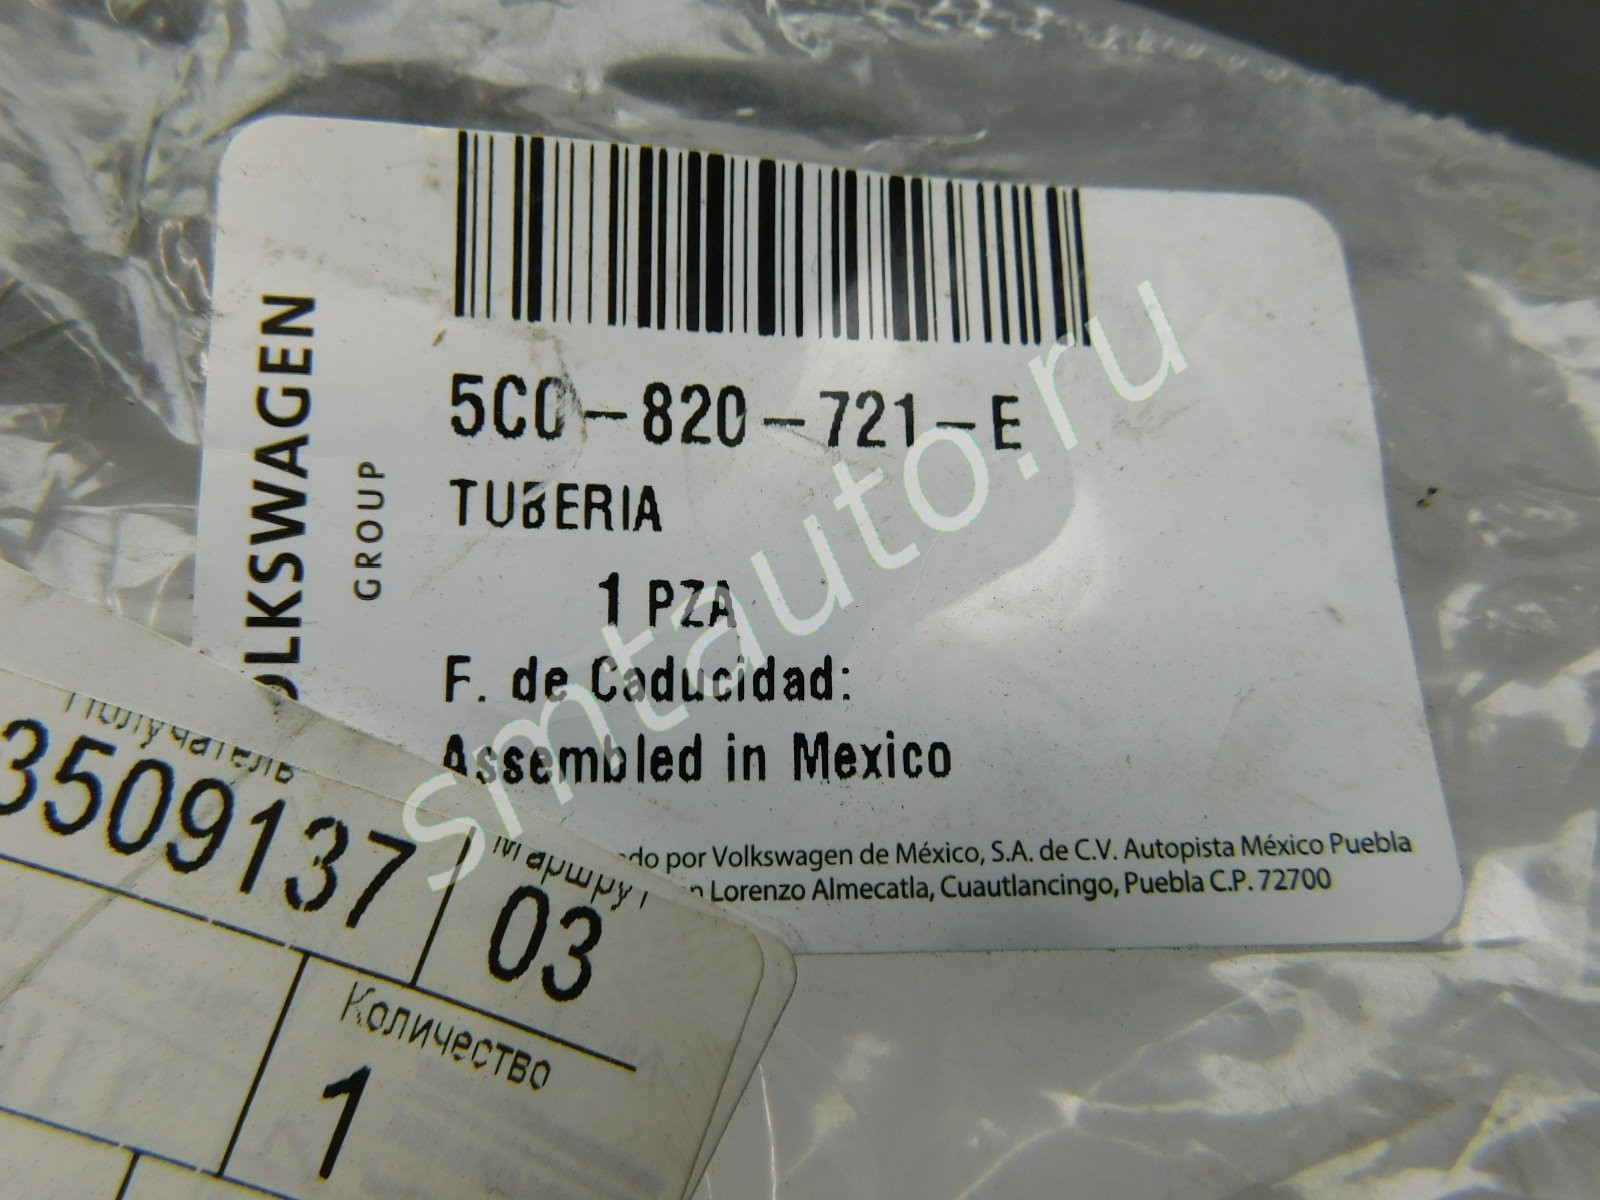 VOLKSWAGEN
GROUP
5C0-820-721-E
TUBERIA
1 PZA
F. de Caducidad:
Assembled in Mexico
por Volkswagen de México, S.A. de C.V. Autopista México Puebla
Lorenzo Almecatla, Cuautlancingo, Puebla C.P. 72700
Получатель
3509137
Маршрут
03
Количество
1
smtauto.ru